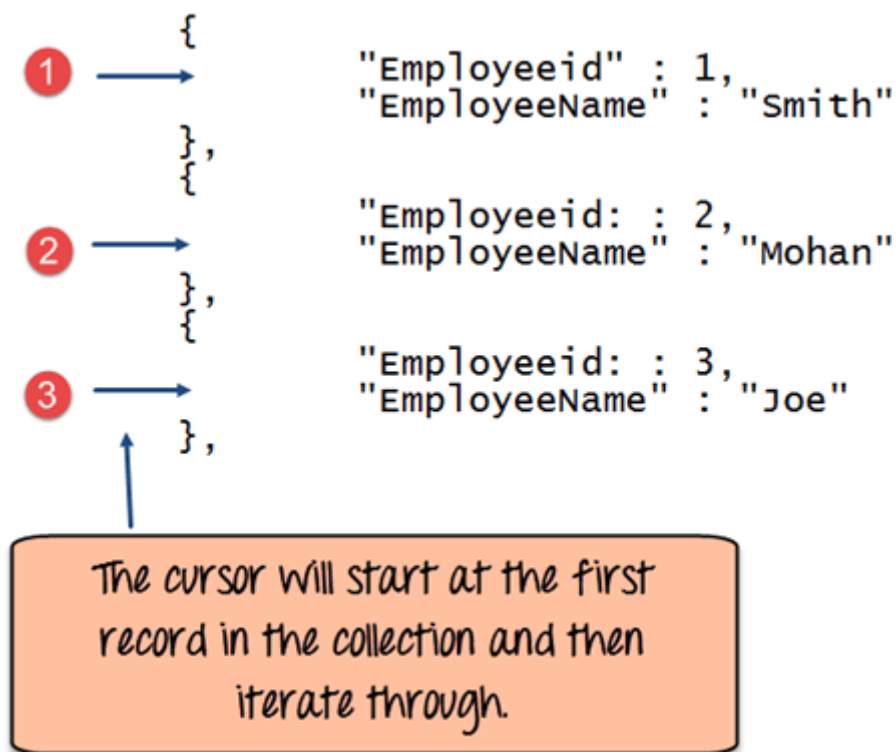 {
1
"Employeeid" : 1,
"EmployeeName" : "Smith"
},
{
2
"Employeeid: : 2,
"EmployeeName" : "Mohan"
},
{
3
"Employeeid: : 3,
"EmployeeName" : "Joe"
},
The cursor will start at the first
record in the collection and then
iterate through.